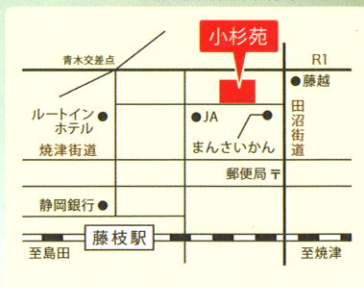 小杉苑
青木交差点
R1
藤越
ルートイン
ホテル
JA
田沼街道
まんさいかん
焼津街道
郵便局〒
静岡銀行
藤枝駅
至島田
至焼津